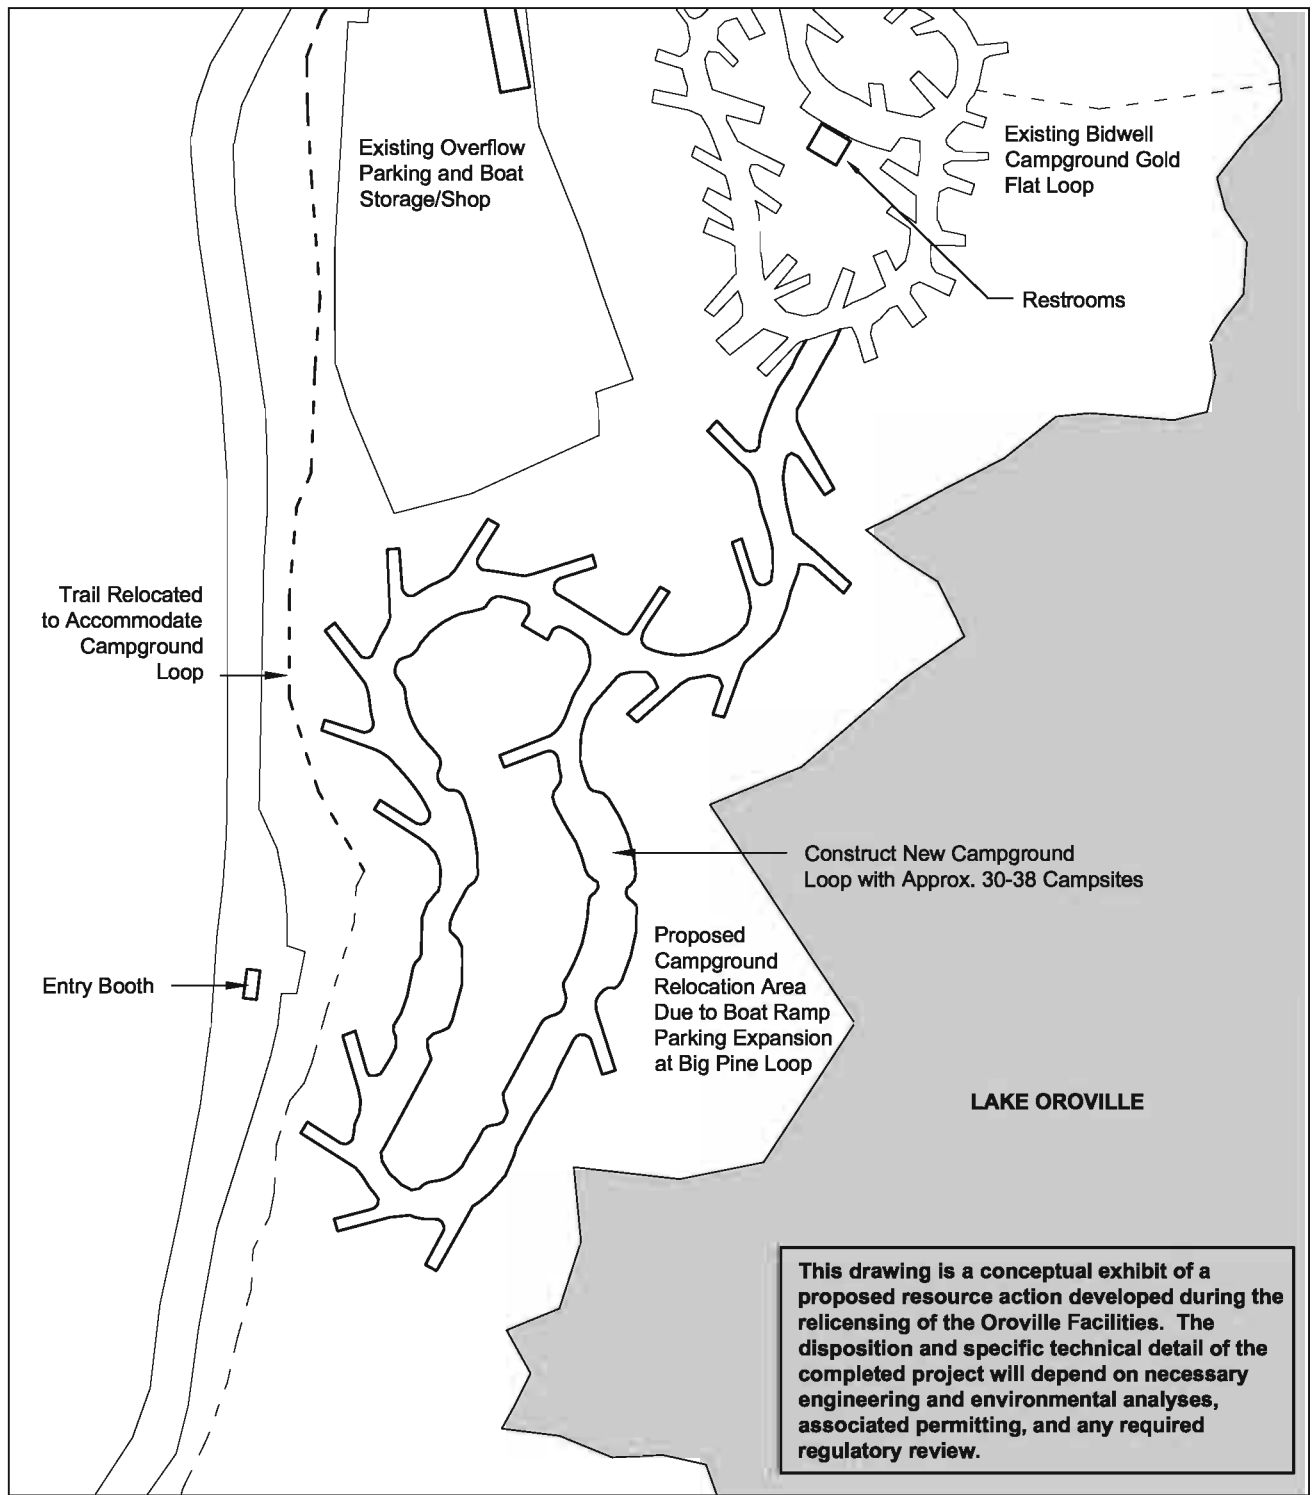 Existing Overflow
Parking and Boat
Storage/Shop
Existing Bidwell
Campground Gold
Flat Loop
Restrooms
Trail Relocated
to Accommodate
Campground
Loop
Construct New Campground
Loop with Approx. 30-38 Campsites
Proposed
Campground
Relocation Area
Due to Boat Ramp
Parking Expansion
at Big Pine Loop
Entry Booth
LAKE OROVILLE
This drawing is a conceptual exhibit of a
proposed resource action developed during the
relicensing of the Oroville Facilities. The
disposition and specific technical detail of the
completed project will depend on necessary
engineering and environmental analyses,
associated permitting, and any required
regulatory review.